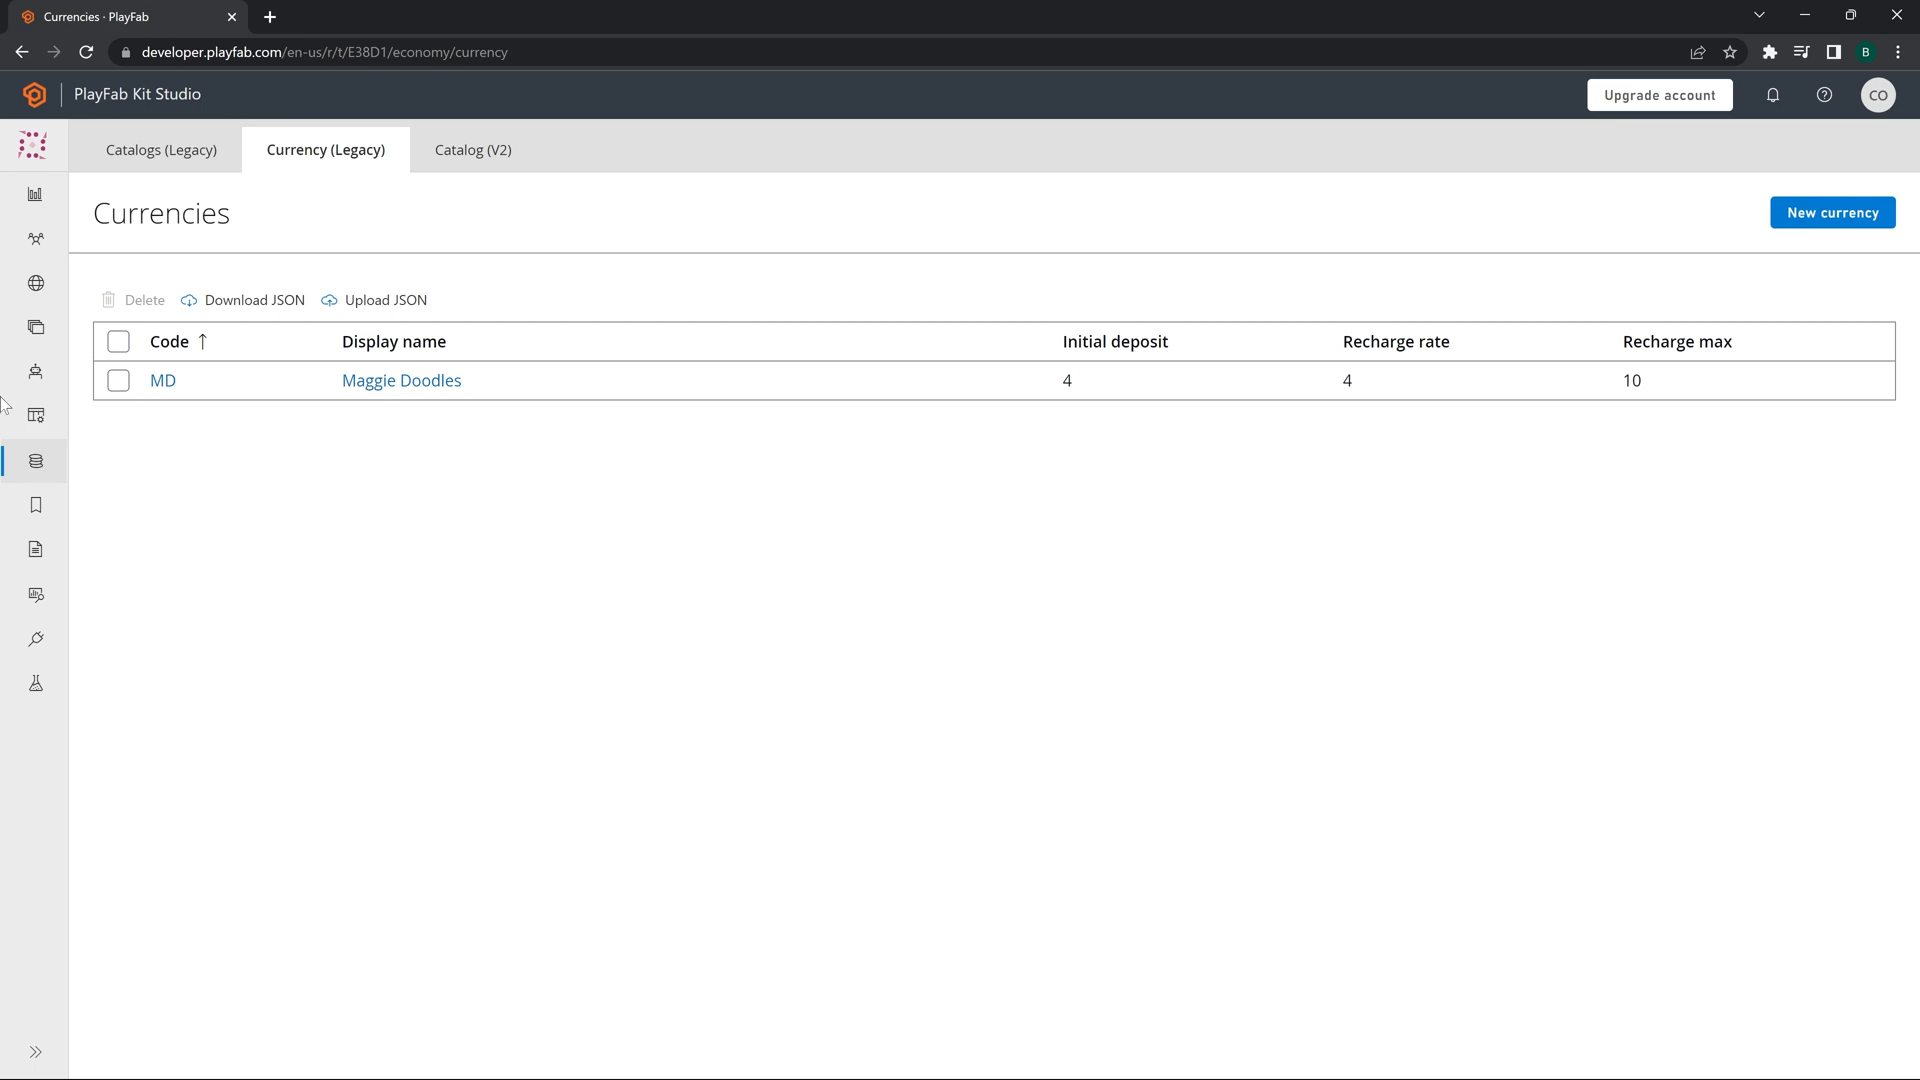 Currencies · PlayFab
developer.playfab.com/en-us/r/t/E38D1/economy/currency
B
PlayFab Kit Studio
Upgrade account
CO
Catalogs (Legacy)
Currency (Legacy)
Catalog (V2)
Currencies
New currency
Delete
Download JSON
Upload JSON
Code ↑ Display name Initial deposit Recharge rate Recharge max
MD Maggie Doodles 4 4 10